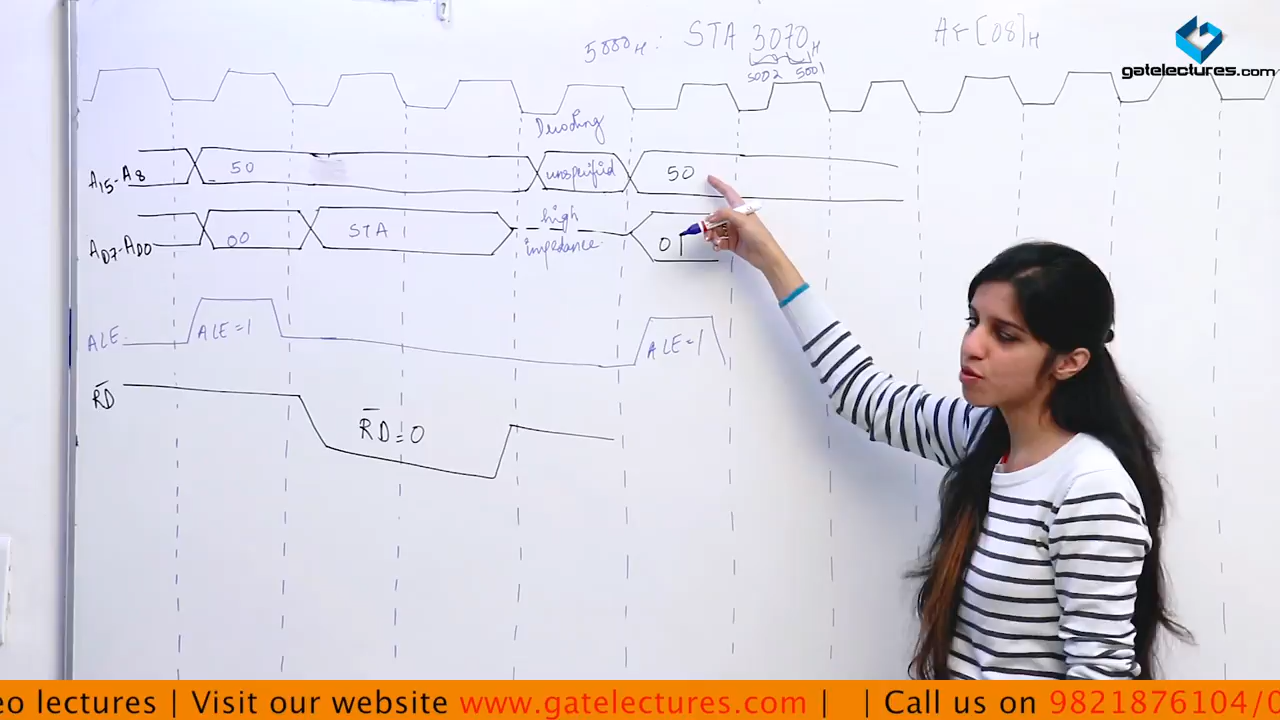 5000H : STA 3070H
A ← [08]H
5002 5001
gatelectures.com
Decoding
A15-A8
50
unspecified
50
AD7-AD0
00
STA
high
impedance
01
ALE
ALE=1
ALE=1
R̅D̅
R̅D̅=0
eo lectures | Visit our website www.gatelectures.com | | Call us on 9821876104/0